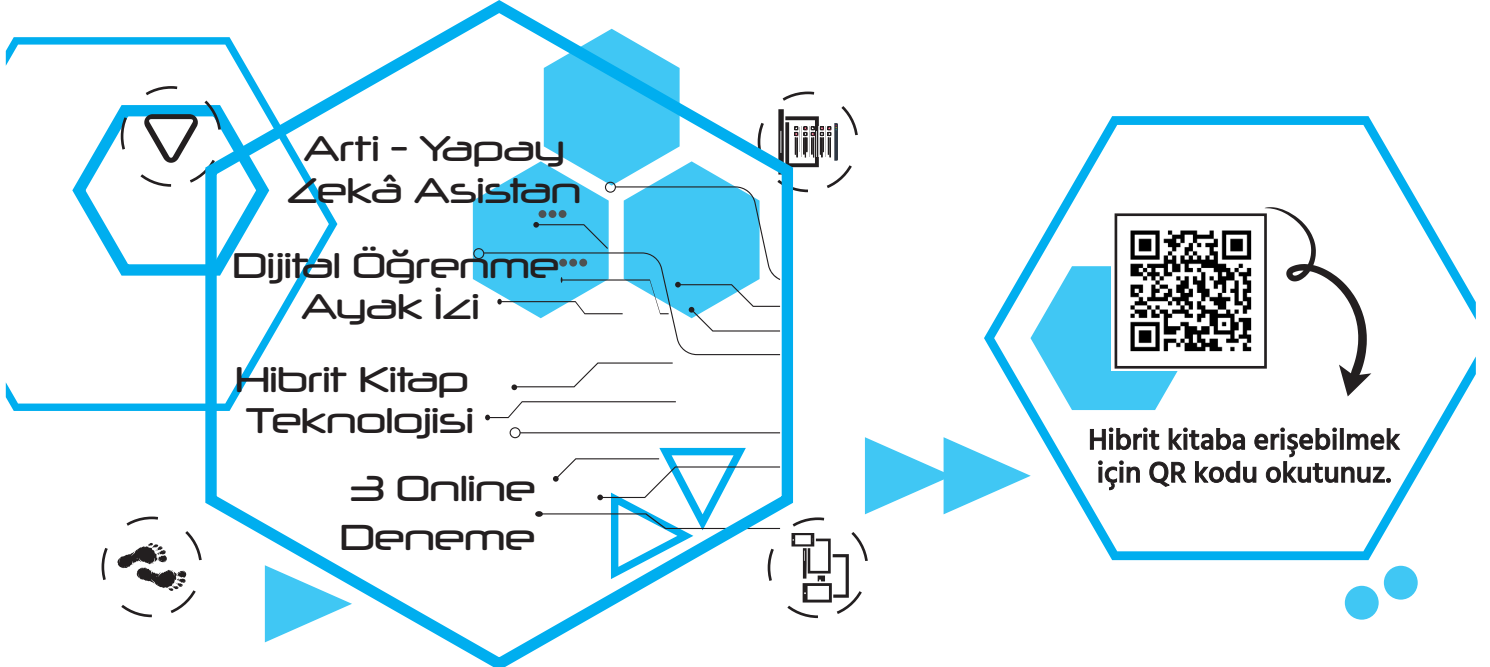 Arti - Yapay
Zekâ Asistan
Dijital Öğrenme
Ayak İzi
Hibrit Kitap
Teknolojisi
3 Online
Deneme
Hibrit kitaba erişebilmek
için QR kodu okutunuz.